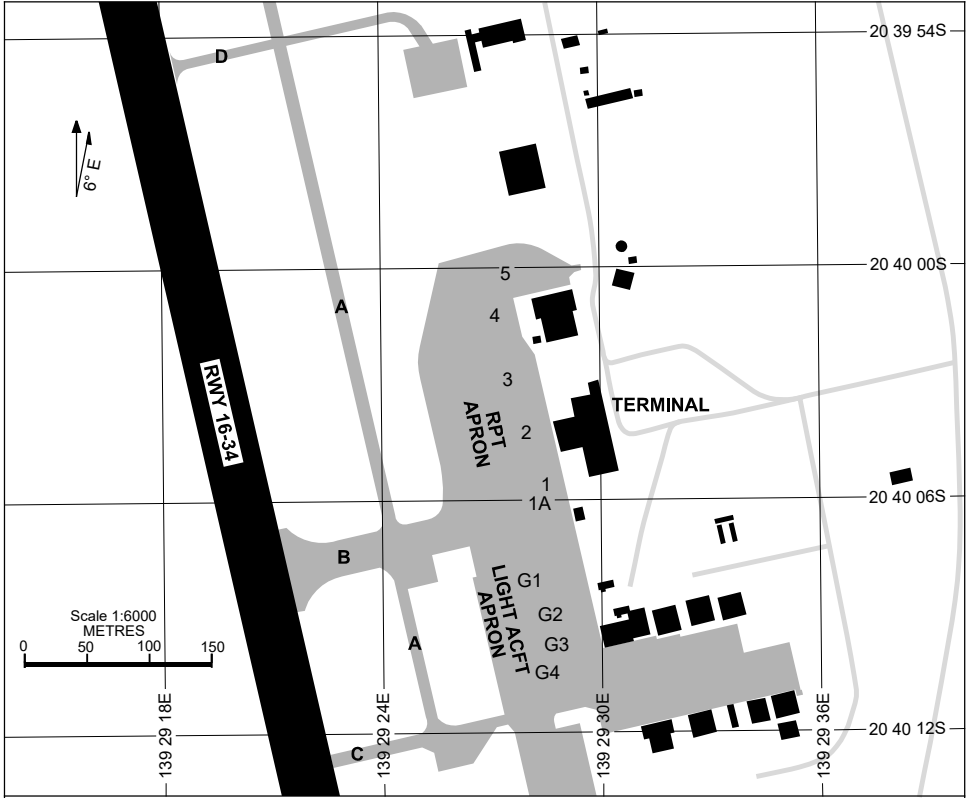 20 39 54S
D
6° E
20 40 00S
5
4
A
3
RWY 16-34
TERMINAL
RPT
APRON
2
1
1A
20 40 06S
B
LIGHT ACFT
APRON
G1
G2
Scale 1:6000
METRES
0 50 100 150
A
G3
G4
139 29 18E
139 29 24E
139 29 30E
139 29 36E
20 40 12S
C